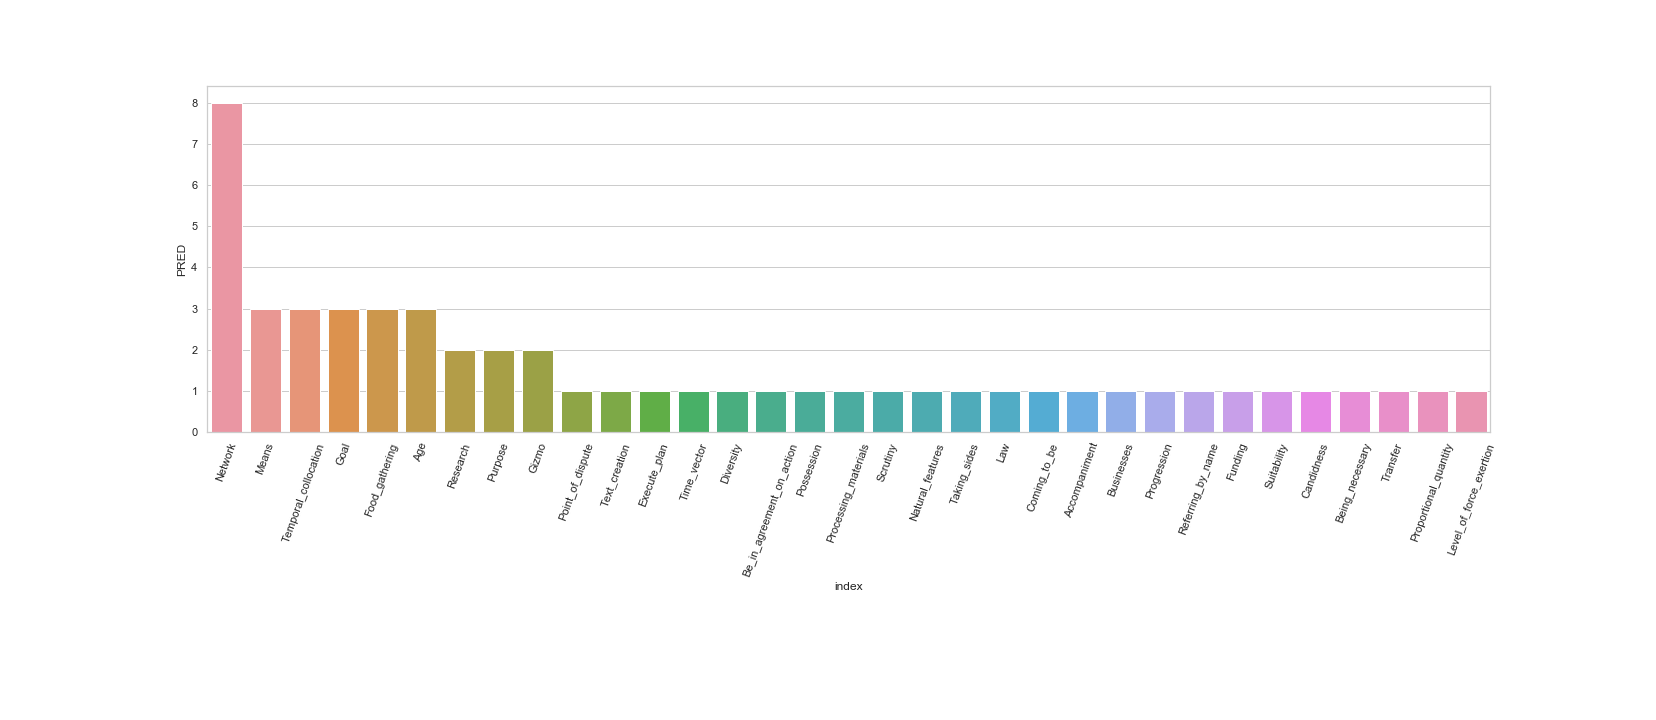 8
7
6
5
4
3
2
1
0
PRED
Network
Means
Temporal_collocation
Goal
Food_gathering
Age
Research
Purpose
Gizmo
Point_of_dispute
Text_creation
Execute_plan
Time_vector
Diversity
Be_in_agreement_on_action
Possession
Processing_materials
Scrutiny
Natural_features
Taking_sides
Law
Coming_to_be
Accompaniment
Businesses
Progression
Referring_by_name
Funding
Suitability
Candidness
Being_necessary
Transfer
Proportional_quantity
Level_of_force_exertion
index